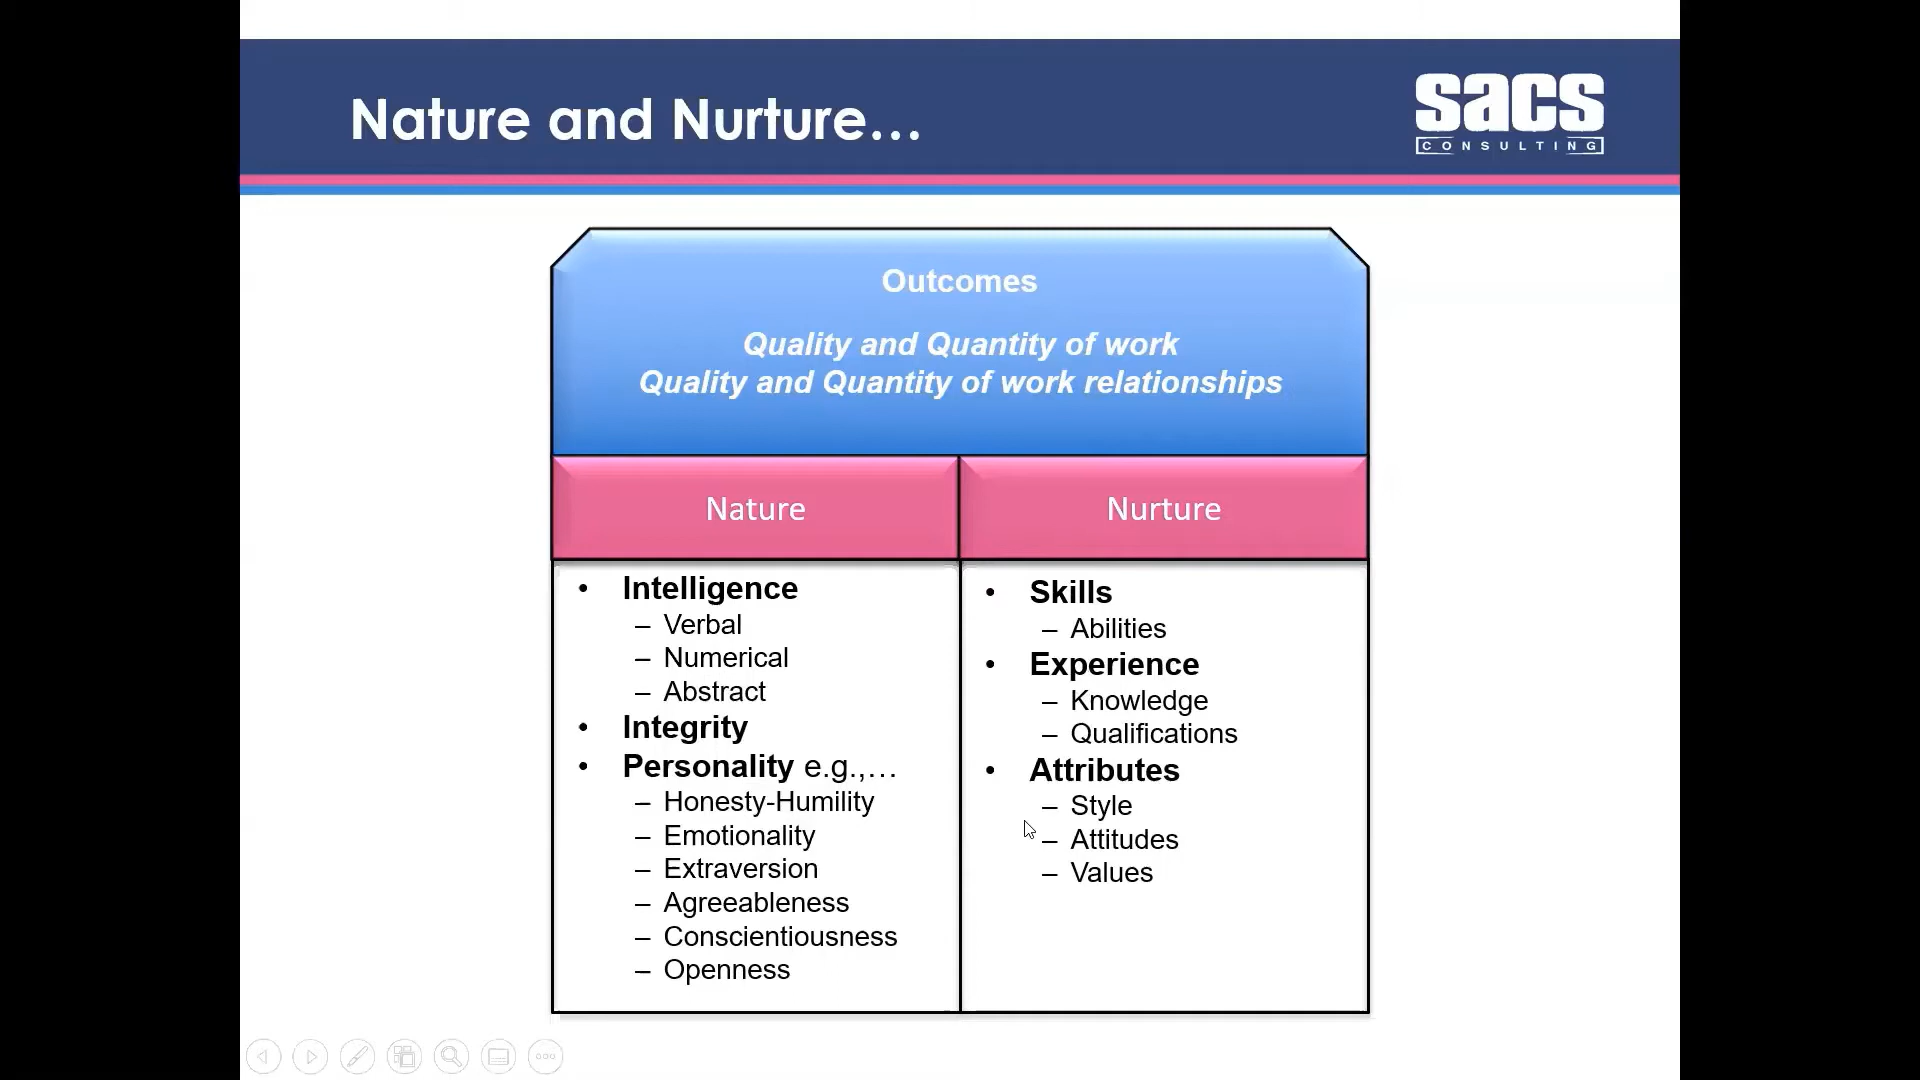 Nature and Nurture…
sacs
CONSULTING
Outcomes
Quality and Quantity of work
Quality and Quantity of work relationships
Nature
Nurture
• Intelligence
– Verbal
– Numerical
– Abstract
• Integrity
• Personality e.g.,…
– Honesty-Humility
– Emotionality
– Extraversion
– Agreeableness
– Conscientiousness
– Openness
• Skills
– Abilities
• Experience
– Knowledge
– Qualifications
• Attributes
– Style
– Attitudes
– Values